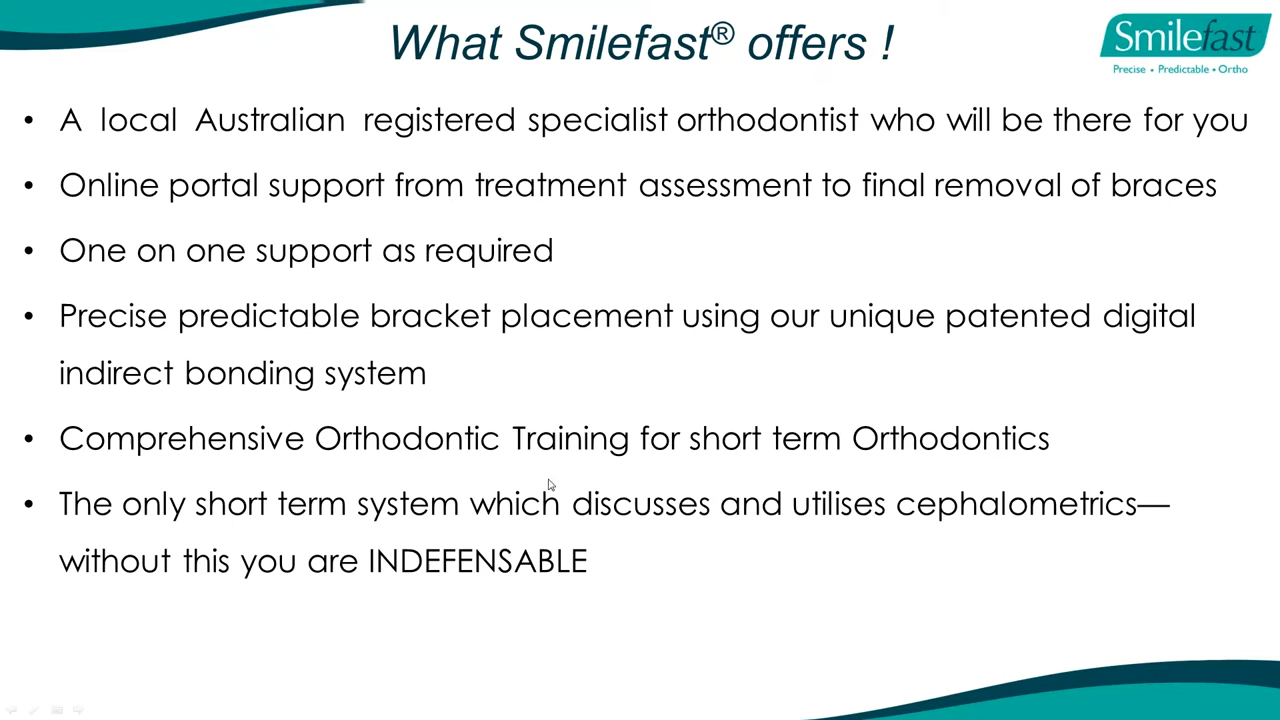 What Smilefast® offers !
Smilefast
Precise • Predictable • Ortho
• A local Australian registered specialist orthodontist who will be there for you
• Online portal support from treatment assessment to final removal of braces
• One on one support as required
• Precise predictable bracket placement using our unique patented digital
indirect bonding system
• Comprehensive Orthodontic Training for short term Orthodontics
• The only short term system which discusses and utilises cephalometrics—
without this you are INDEFENSABLE